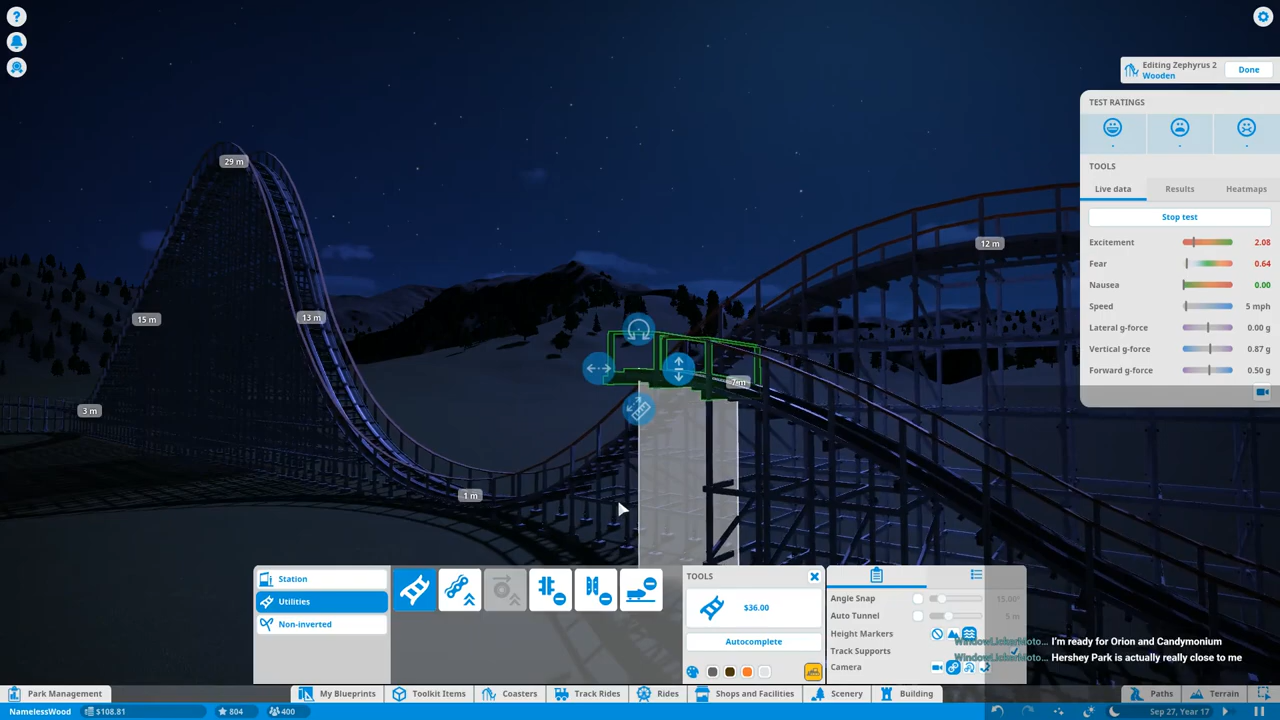 Editing Zephyrus 2
Wooden
Done
TEST RATINGS
TOOLS
Live data
Results
Heatmaps
Stop test
Excitement
2.08
Fear
0.64
Nausea
0.00
Speed
5 mph
Lateral g-force
0.00 g
Vertical g-force
0.87 g
Forward g-force
0.50 g
29 m
12 m
15 m
13 m
7m
3 m
1 m
Station
Utilities
Non-inverted
TOOLS
$36.00
Autocomplete
Angle Snap
15.00°
Auto Tunnel
5 m
Height Markers
Track Supports
Camera
I'm ready for Orion and Candymonium
Hershey Park is actually really close to me
Park Management
My Blueprints
Toolkit Items
Coasters
Track Rides
Rides
Shops and Facilities
Scenery
Building
Paths
Terrain
NamelessWood
$108.81
804
400
Sep 27, Year 17